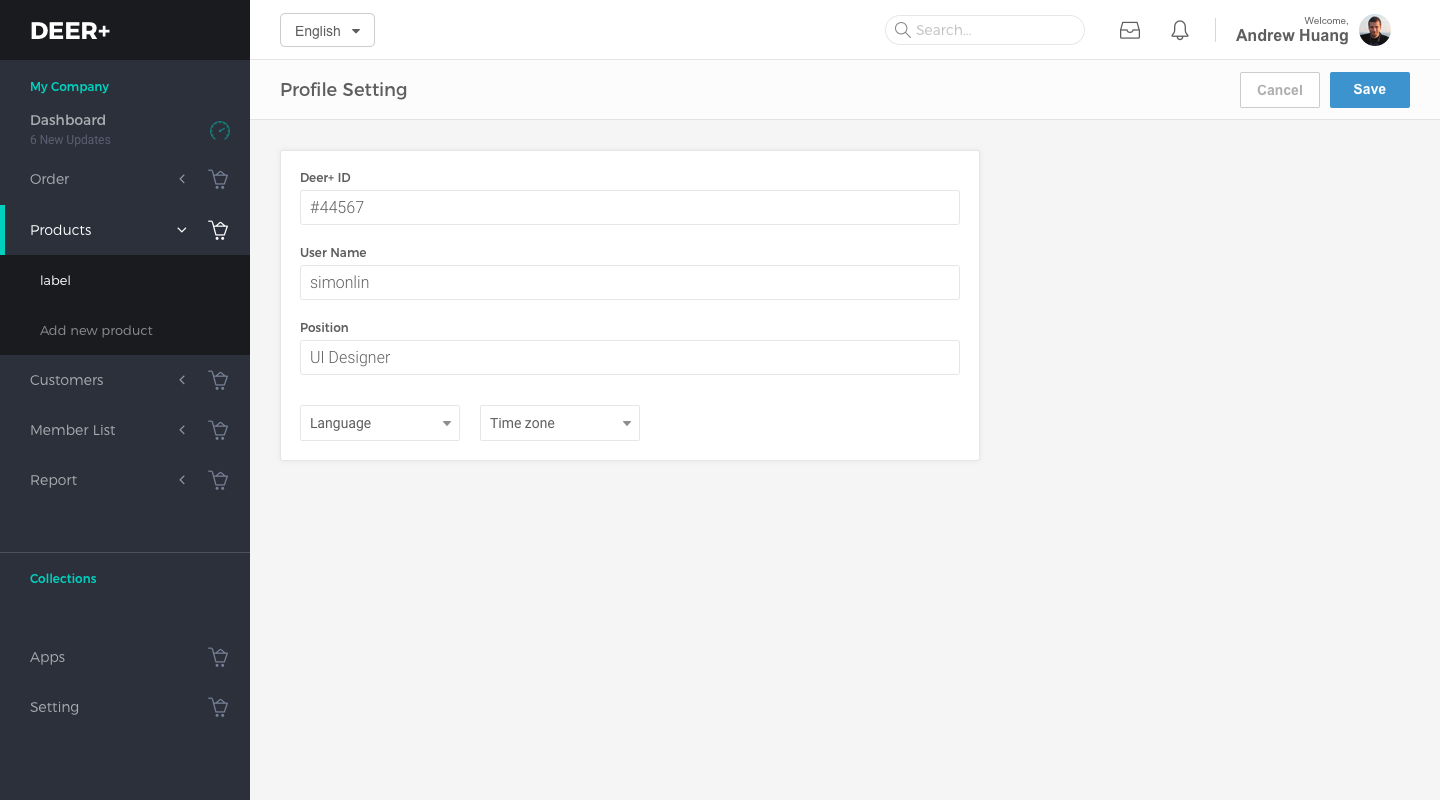 DEER+
English
Search...
Welcome,
Andrew Huang
Profile Setting
Cancel
Save
My Company
Dashboard
6 New Updates
Order
Products
label
Add new product
Customers
Member List
Report
Collections
Apps
Setting
Deer+ ID
#44567
User Name
simonlin
Position
UI Designer
Language
Time zone